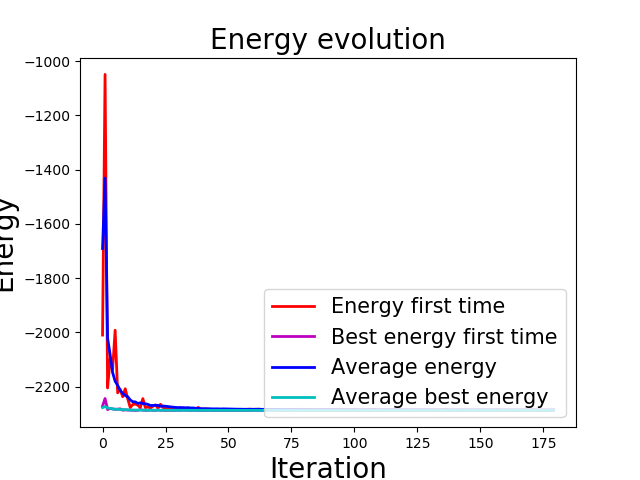 Energy evolution
Energy
−1000
−1200
−1400
−1600
−1800
−2000
−2200
Energy first time
Best energy first time
Average energy
Average best energy
0 25 50 75 100 125 150 175
Iteration